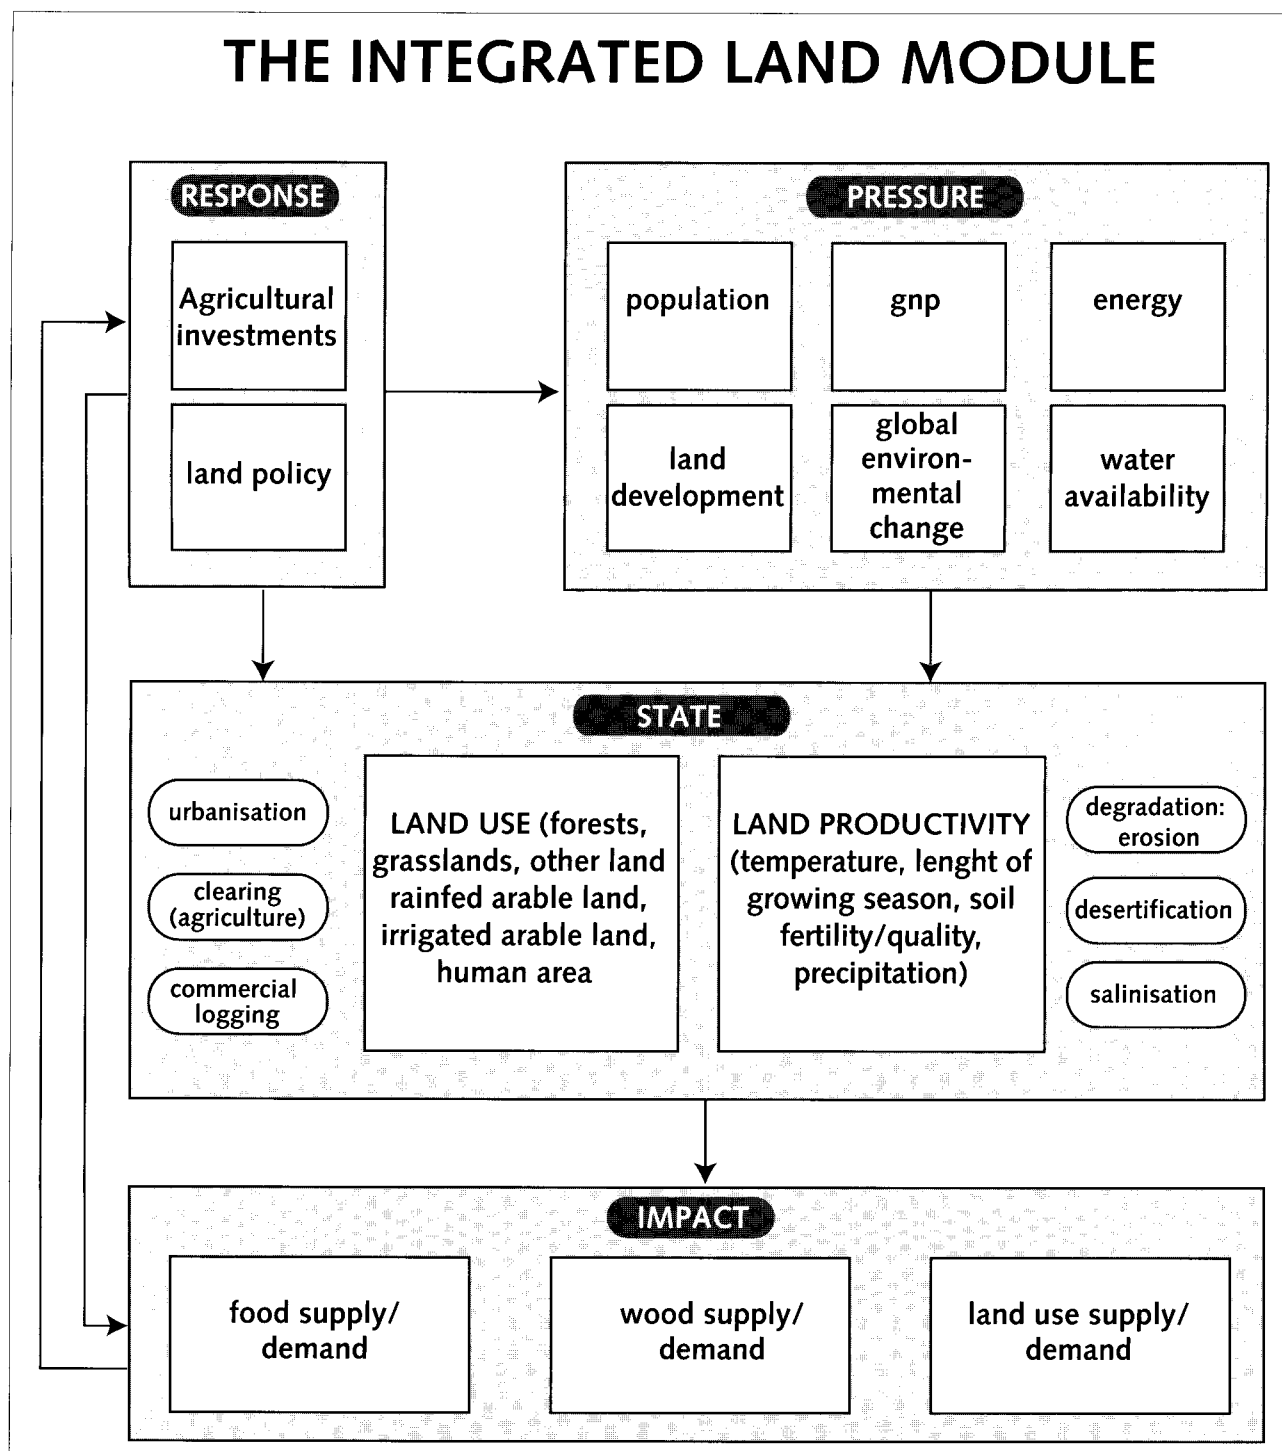 THE INTEGRATED LAND MODULE
RESPONSE
Agricultural
investments
land policy
PRESSURE
population
gnp
energy
land
development
global
environ-
mental
change
water
availability
STATE
urbanisation
clearing
(agriculture)
commercial
logging
LAND USE (forests,
grasslands, other land
rainfed arable land,
irrigated arable land,
human area
LAND PRODUCTIVITY
(temperature, lenght of
growing season, soil
fertility/quality,
precipitation)
degradation:
erosion
desertification
salinisation
IMPACT
food supply/
demand
wood supply/
demand
land use supply/
demand